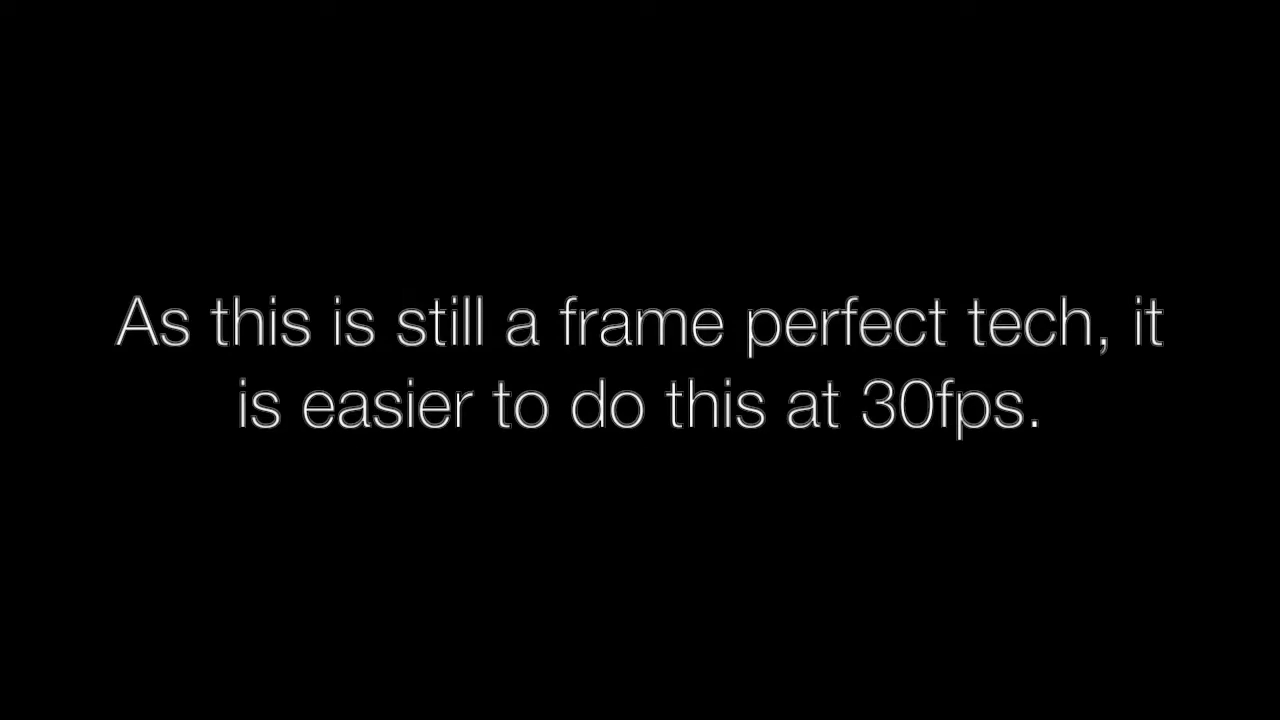 As this is still a frame perfect tech, it
is easier to do this at 30fps.